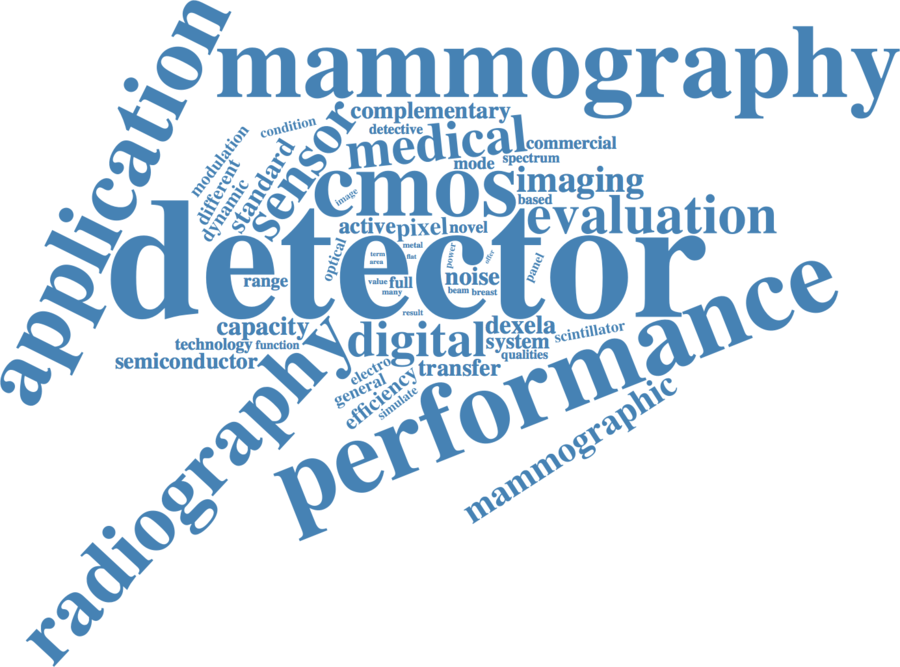 application
mammography
complementary
condition
detective
modulation
sensor
medical
commercial
standard
mode
spectrum
different
cmos
imaging
dynamic
image
based
evaluation
active
pixel
novel
detector
optical
metal
power
offer
term
flat
area
panel
range
value
full
noise
many
beam
breast
result
capacity
digital
dexela
scintillator
technology
function
system
performance
semiconductor
qualities
electro
transfer
general
efficiency
simulate
mammographic
radiography